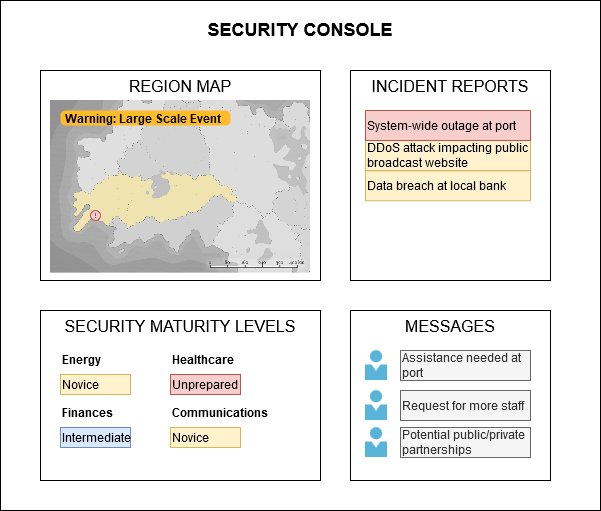 SECURITY CONSOLE
REGION MAP
Warning: Large Scale Event
!
INCIDENT REPORTS
System-wide outage at port
DDoS attack impacting public
broadcast website
Data breach at local bank
SECURITY MATURITY LEVELS
Energy
Healthcare
Novice
Unprepared
Finances
Communications
Intermediate
Novice
MESSAGES
Assistance needed at
port
Request for more staff
Potential public/private
partnerships